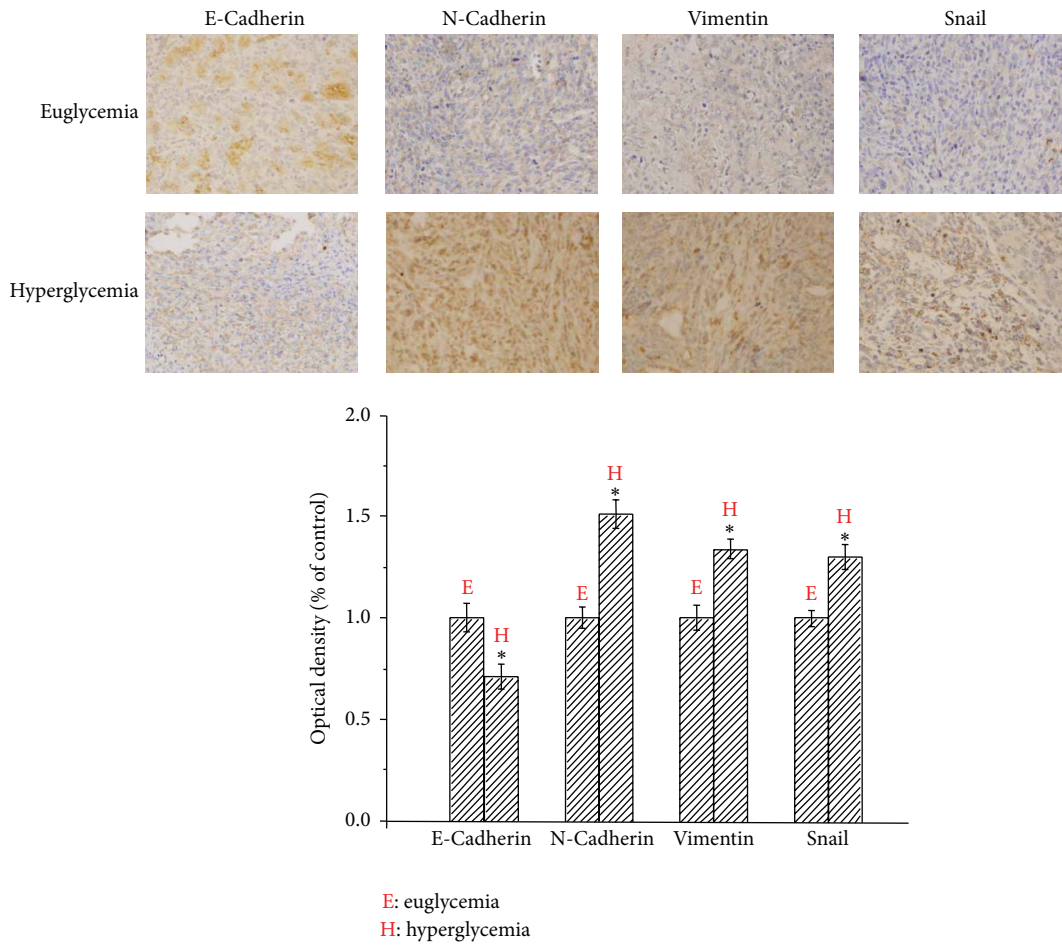 E-Cadherin N-Cadherin Vimentin Snail
Euglycemia
Hyperglycemia
2.0
1.5
1.0
0.5
0.0
Optical density (% of control)
E
H
*
E
H
*
E
H
*
E
H
*
E-Cadherin N-Cadherin Vimentin Snail
E: euglycemia
H: hyperglycemia